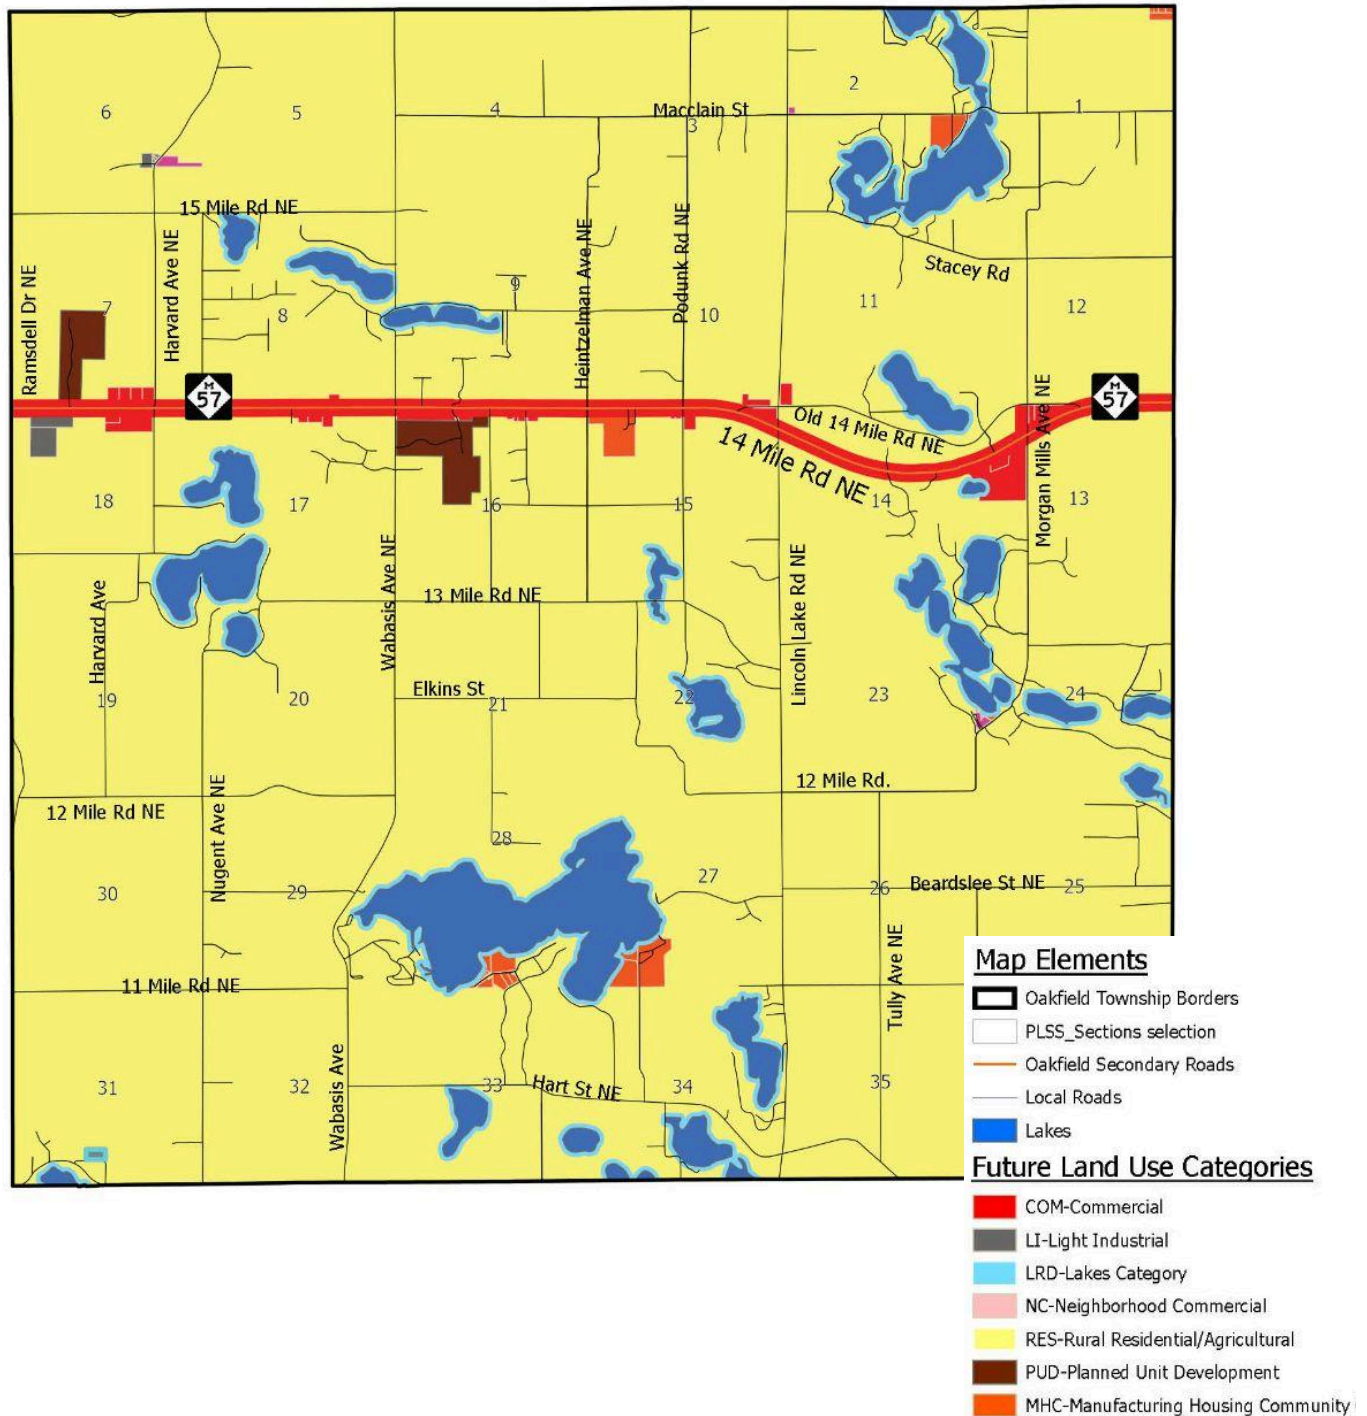 2
6
5
4
Macclain St
3
1
15 Mile Rd NE
Ramsdell Dr NE
Harvard Ave NE
Heintzelman Ave NE
Podunk Rd NE
Stacey Rd
7
8
9
10
11
12
M
57
M
57
Old 14 Mile Rd NE
14 Mile Rd NE
Morgan Mills Ave NE
18
17
16
15
14
13
Harvard Ave
Wabasis Ave NE
13 Mile Rd NE
Lincoln Lake Rd NE
Elkins St
19
20
21
22
23
24
12 Mile Rd NE
Nugent Ave NE
12 Mile Rd.
28
27
30
29
26
Beardslee St NE
25
11 Mile Rd NE
Tully Ave NE
31
32
Wabasis Ave
33
Hart St NE
34
35
Map Elements
Oakfield Township Borders
PLSS_Sections selection
Oakfield Secondary Roads
Local Roads
Lakes
Future Land Use Categories
COM-Commercial
LI-Light Industrial
LRD-Lakes Category
NC-Neighborhood Commercial
RES-Rural Residential/Agricultural
PUD-Planned Unit Development
MHC-Manufacturing Housing Community